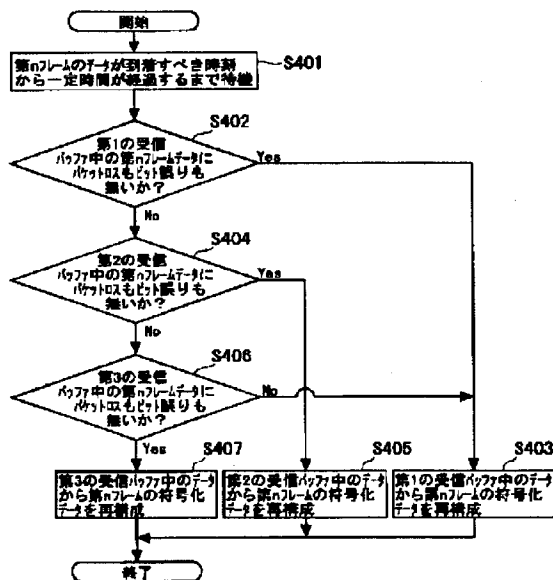 開始
第nフレームのデータが到着すべき時刻
から一定時間が経過するまで待機
S401
S402
第1の受信
バッファ中の第nフレームデータに
パケットロスもビット誤りも
無いか?
Yes
No
S404
第2の受信
バッファ中の第nフレームデータに
パケットロスもビット誤りも
無いか?
Yes
No
S406
第3の受信
バッファ中の第nフレームデータに
パケットロスもビット誤りも
無いか?
No
Yes
S407
第3の受信バッファ中のデータ
から第nフレームの符号化
データを再構成
S405
第2の受信バッファ中のデータ
から第nフレームの符号化
データを再構成
S403
第1の受信バッファ中のデータ
から第nフレームの符号化
データを再構成
終了